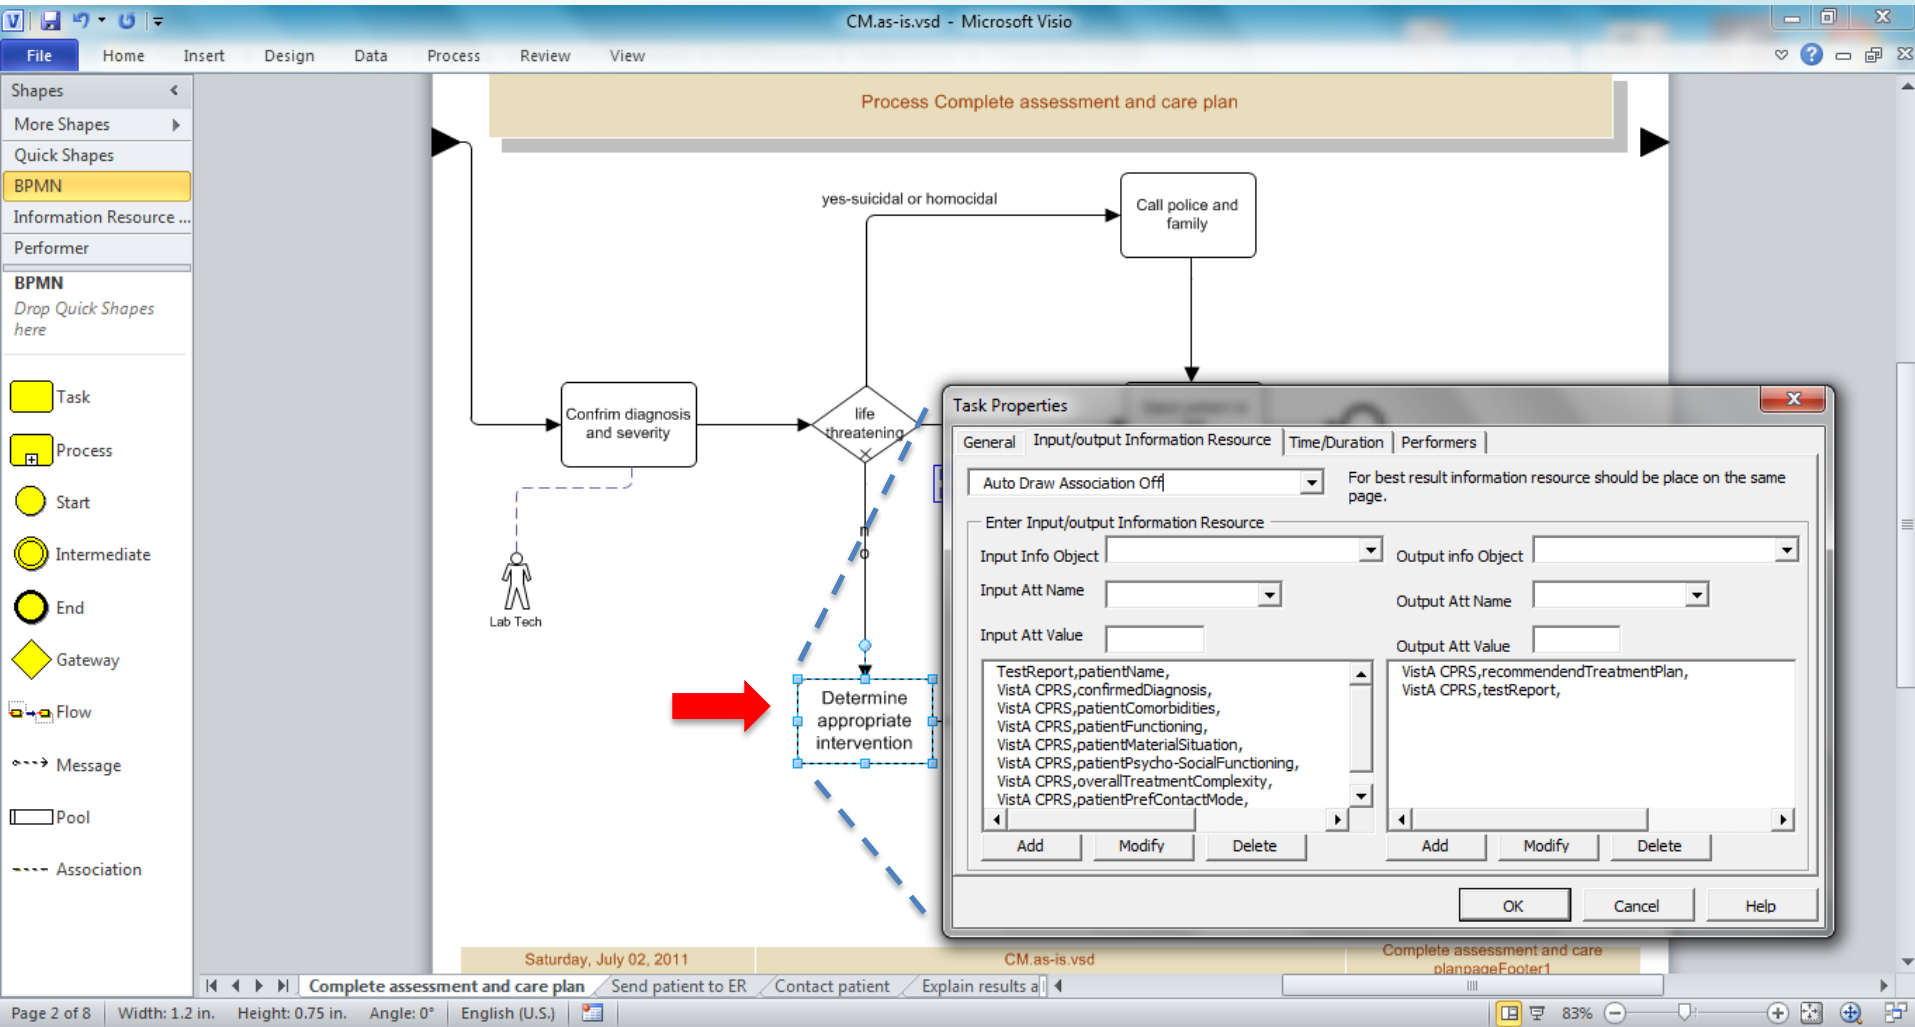 CM.as-is.vsd - Microsoft Visio
File Home Insert Design Data Process Review View
Shapes
More Shapes
Quick Shapes
BPMN
Information Resource ...
Performer
BPMN
Drop Quick Shapes
here
Task
Process
Start
Intermediate
End
Gateway
Flow
Message
Pool
Association
Process Complete assessment and care plan
yes-suicidal or homocidal
Call police and
family
Confrim diagnosis
and severity
life
threatening
n
o
Lab Tech
Determine
appropriate
intervention
Task Properties
General Input/output Information Resource Time/Duration Performers
Auto Draw Association Off
For best result information resource should be place on the same
page.
Enter Input/output Information Resource
Input Info Object
Output info Object
Input Att Name
Output Att Name
Input Att Value
Output Att Value
TestReport,patientName,
VistA CPRS,confirmedDiagnosis,
VistA CPRS,patientComorbidities,
VistA CPRS,patientFunctioning,
VistA CPRS,patientMaterialSituation,
VistA CPRS,patientPsycho-SocialFunctioning,
VistA CPRS,overallTreatmentComplexity,
VistA CPRS,patientPrefContactMode,
VistA CPRS,recommendendTreatmentPlan,
VistA CPRS,testReport,
Add Modify Delete
Add Modify Delete
OK Cancel Help
Saturday, July 02, 2011
CM.as-is.vsd
Complete assessment and care
planpageFooter1
Complete assessment and care plan Send patient to ER Contact patient Explain results a
Page 2 of 8 Width: 1.2 in. Height: 0.75 in. Angle: 0° English (U.S.) 83%